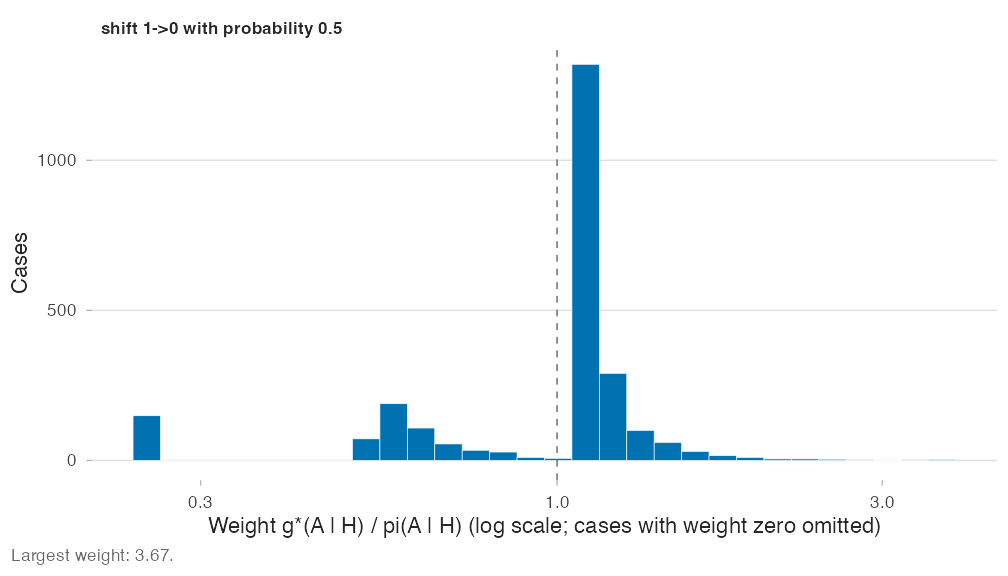 shift 1->0 with probability 0.5
1000
500
0
Cases
0.3 1.0 3.0
Weight g*(A | H) / pi(A | H) (log scale; cases with weight zero omitted)
Largest weight: 3.67.